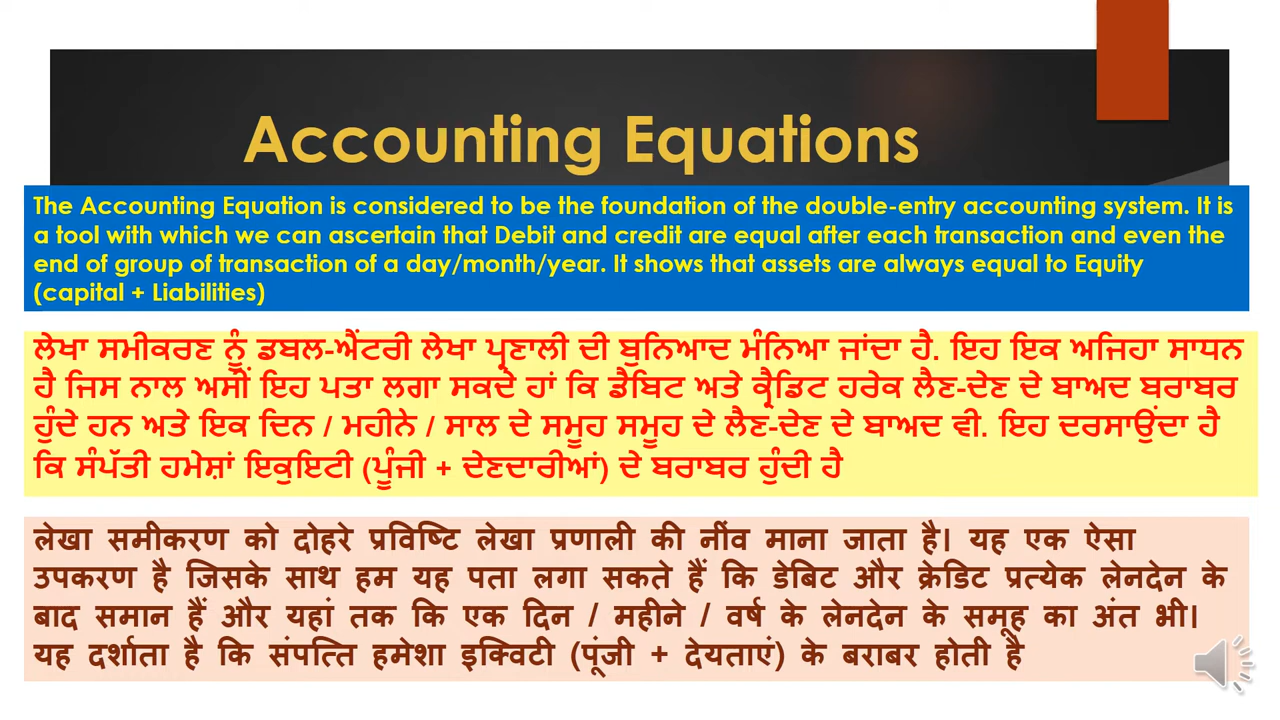 Accounting Equations
The Accounting Equation is considered to be the foundation of the double-entry accounting system. It is
a tool with which we can ascertain that Debit and credit are equal after each transaction and even the
end of group of transaction of a day/month/year. It shows that assets are always equal to Equity
(capital + Liabilities)
ਲੇਖਾ ਸਮੀਕਰਣ ਨੂੰ ਡਬਲ-ਐਂਟਰੀ ਲੇਖਾ ਪ੍ਰਣਾਲੀ ਦੀ ਬੁਨਿਆਦ ਮੰਨਿਆ ਜਾਂਦਾ ਹੈ. ਇਹ ਇਕ ਅਜਿਹਾ ਸਾਧਨ
ਹੈ ਜਿਸ ਨਾਲ ਅਸੀਂ ਇਹ ਪਤਾ ਲਗਾ ਸਕਦੇ ਹਾਂ ਕਿ ਡੈਬਿਟ ਅਤੇ ਕ੍ਰੈਡਿਟ ਹਰੇਕ ਲੈਣ-ਦੇਣ ਦੇ ਬਾਅਦ ਬਰਾਬਰ
ਹੁੰਦੇ ਹਨ ਅਤੇ ਇਕ ਦਿਨ / ਮਹੀਨੇ / ਸਾਲ ਦੇ ਸਮੂਹ ਸਮੂਹ ਦੇ ਲੈਣ-ਦੇਣ ਦੇ ਬਾਅਦ ਵੀ. ਇਹ ਦਰਸਾਉਂਦਾ ਹੈ
ਕਿ ਸੰਪੱਤੀ ਹਮੇਸ਼ਾਂ ਇਕੁਇਟੀ (ਪੂੰਜੀ + ਦੇਣਦਾਰੀਆਂ) ਦੇ ਬਰਾਬਰ ਹੁੰਦੀ ਹੈ
लेखा समीकरण को दोहरे प्रविष्टि लेखा प्रणाली की नींव माना जाता है। यह एक ऐसा
उपकरण है जिसके साथ हम यह पता लगा सकते हैं कि डेबिट और क्रेडिट प्रत्येक लेनदेन के
बाद समान हैं और यहां तक कि एक दिन / महीने / वर्ष के लेनदेन के समूह का अंत भी।
यह दर्शाता है कि संपत्ति हमेशा इक्विटी (पूंजी + देयताएं) के बराबर होती है